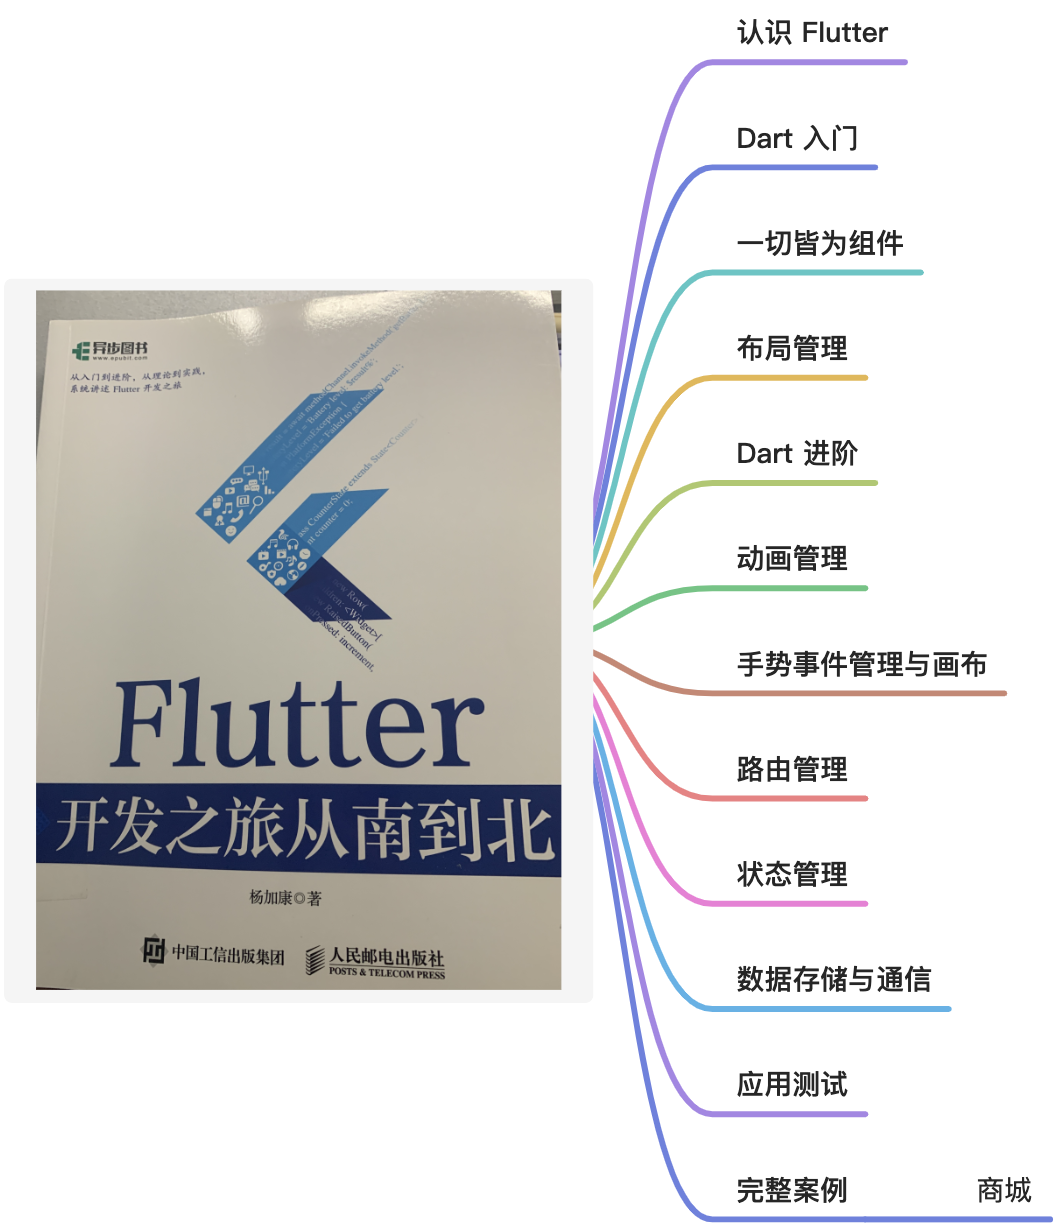 认识 Flutter
Dart 入门
一切皆为组件
布局管理
Dart 进阶
动画管理
手势事件管理与画布
路由管理
状态管理
数据存储与通信
应用测试
完整案例
商城
异步图书
www.epubit.com
从入门到进阶，从理论到实践，
系统讲述 Flutter 开发之旅
Flutter
开发之旅从南到北
杨加康◎著
中国工信出版集团
人民邮电出版社
POSTS & TELECOM PRESS